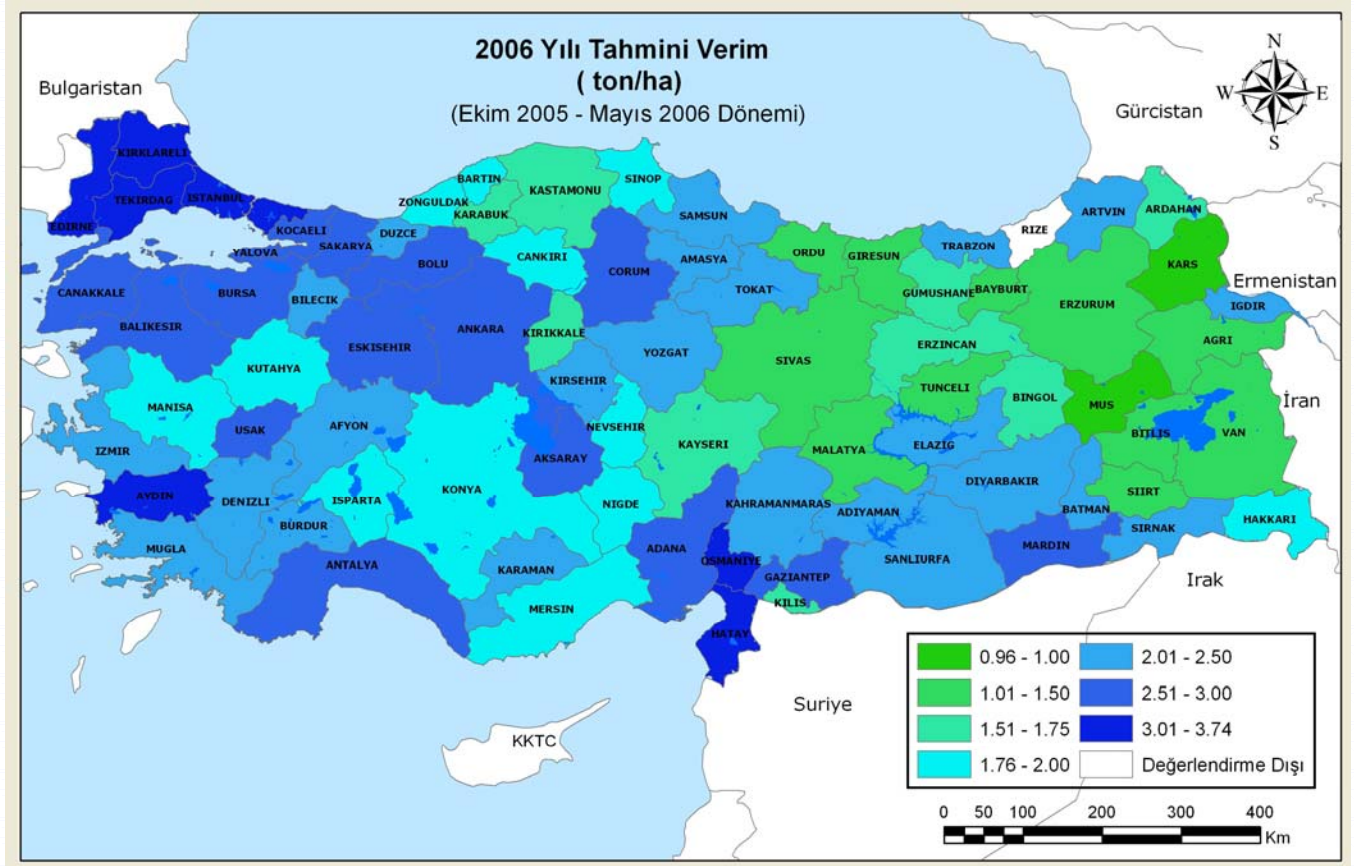 2006 Yılı Tahmini Verim
( ton/ha)
(Ekim 2005 - Mayıs 2006 Dönemi)
N
W
E
S
Bulgaristan
Gürcistan
Ermenistan
İran
Irak
Suriye
KKTC
KIRKLARELI
TEKIRDAG
ISTANBUL
EDIRNE
KOCAELI
YALOVA
SAKARYA
DUZCE
ZONGULDAK
BARTIN
KARABUK
KASTAMONU
SINOP
SAMSUN
ORDU
GIRESUN
TRABZON
RIZE
ARTVIN
ARDAHAN
KARS
CANAKKALE
BALIKESIR
BURSA
BILECIK
BOLU
CANKIRI
CORUM
AMASYA
TOKAT
GUMUSHANE
BAYBURT
ERZURUM
IGDIR
AGRI
KUTAHYA
ESKISEHIR
ANKARA
KIRIKKALE
YOZGAT
SIVAS
ERZINCAN
TUNCELI
BINGOL
MUS
BITLIS
VAN
MANISA
USAK
AFYON
KIRSEHIR
NEVSEHIR
KAYSERI
MALATYA
ELAZIG
IZMIR
AYDIN
DENIZLI
ISPARTA
BURDUR
KONYA
AKSARAY
NIGDE
KAHRAMANMARAS
ADIYAMAN
DIYARBAKIR
BATMAN
SIIRT
SIRNAK
HAKKARI
MUGLA
ANTALYA
KARAMAN
MERSIN
ADANA
OSMANIYE
GAZIANTEP
KILIS
SANLIURFA
MARDIN
HATAY
0.96 - 1.00
1.01 - 1.50
1.51 - 1.75
1.76 - 2.00
2.01 - 2.50
2.51 - 3.00
3.01 - 3.74
Değerlendirme Dışı
0 50 100 200 300 400
Km